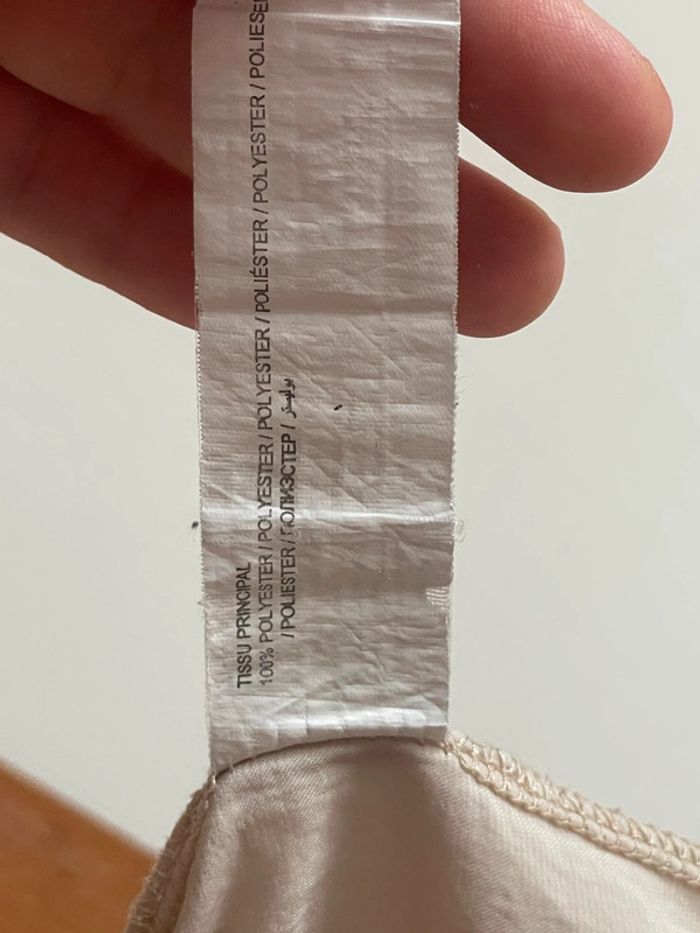 TISSU PRINCIPAL
100% POLYESTER / POLYESTER / POLYESTER / POLIÉSTER / POLYESTER /
/ POLIESTER / ПОЛИЭСТЕР / بوليستر